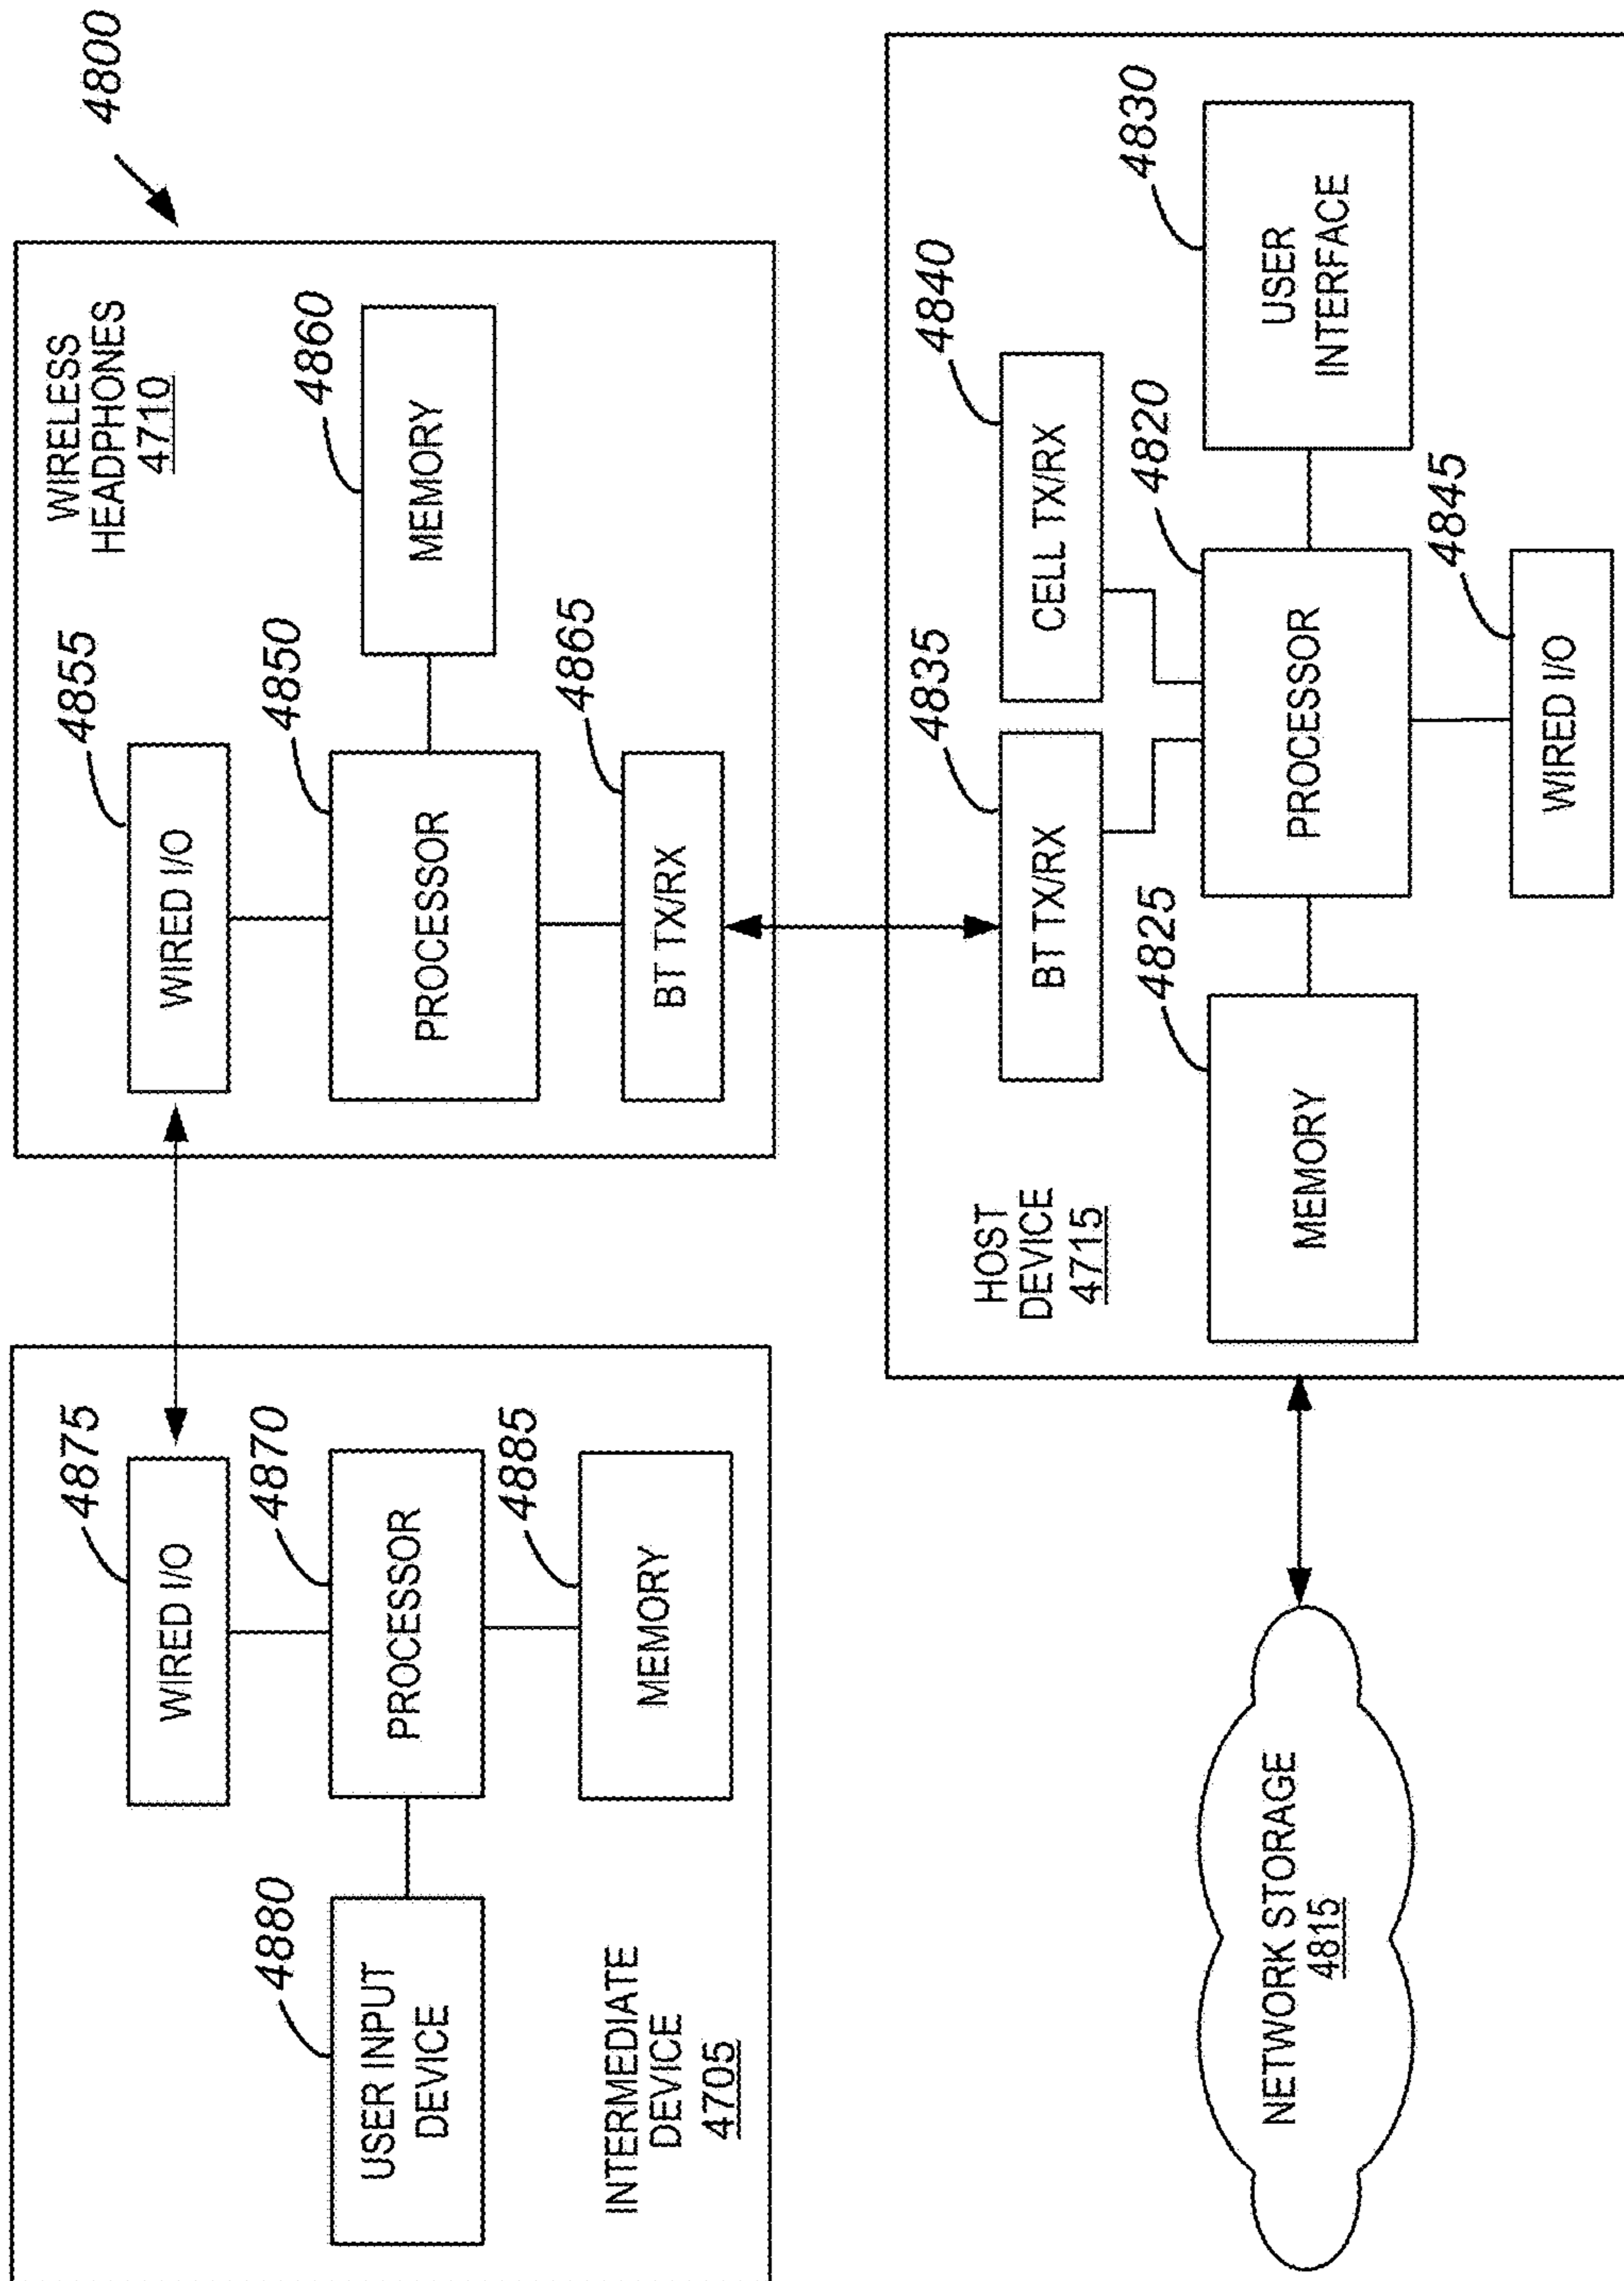 4800
4875
WIRED I/O
4870
PROCESSOR
4880
USER INPUT
DEVICE
4885
MEMORY
INTERMEDIATE
DEVICE
4705
WIRELESS
HEADPHONES
4710
4855
WIRED I/O
4850
PROCESSOR
4860
MEMORY
4865
BT TX/RX
HOST
DEVICE
4715
4835
BT TX/RX
4840
CELL TX/RX
4825
MEMORY
4820
PROCESSOR
4830
USER
INTERFACE
4845
WIRED I/O
NETWORK STORAGE
4815